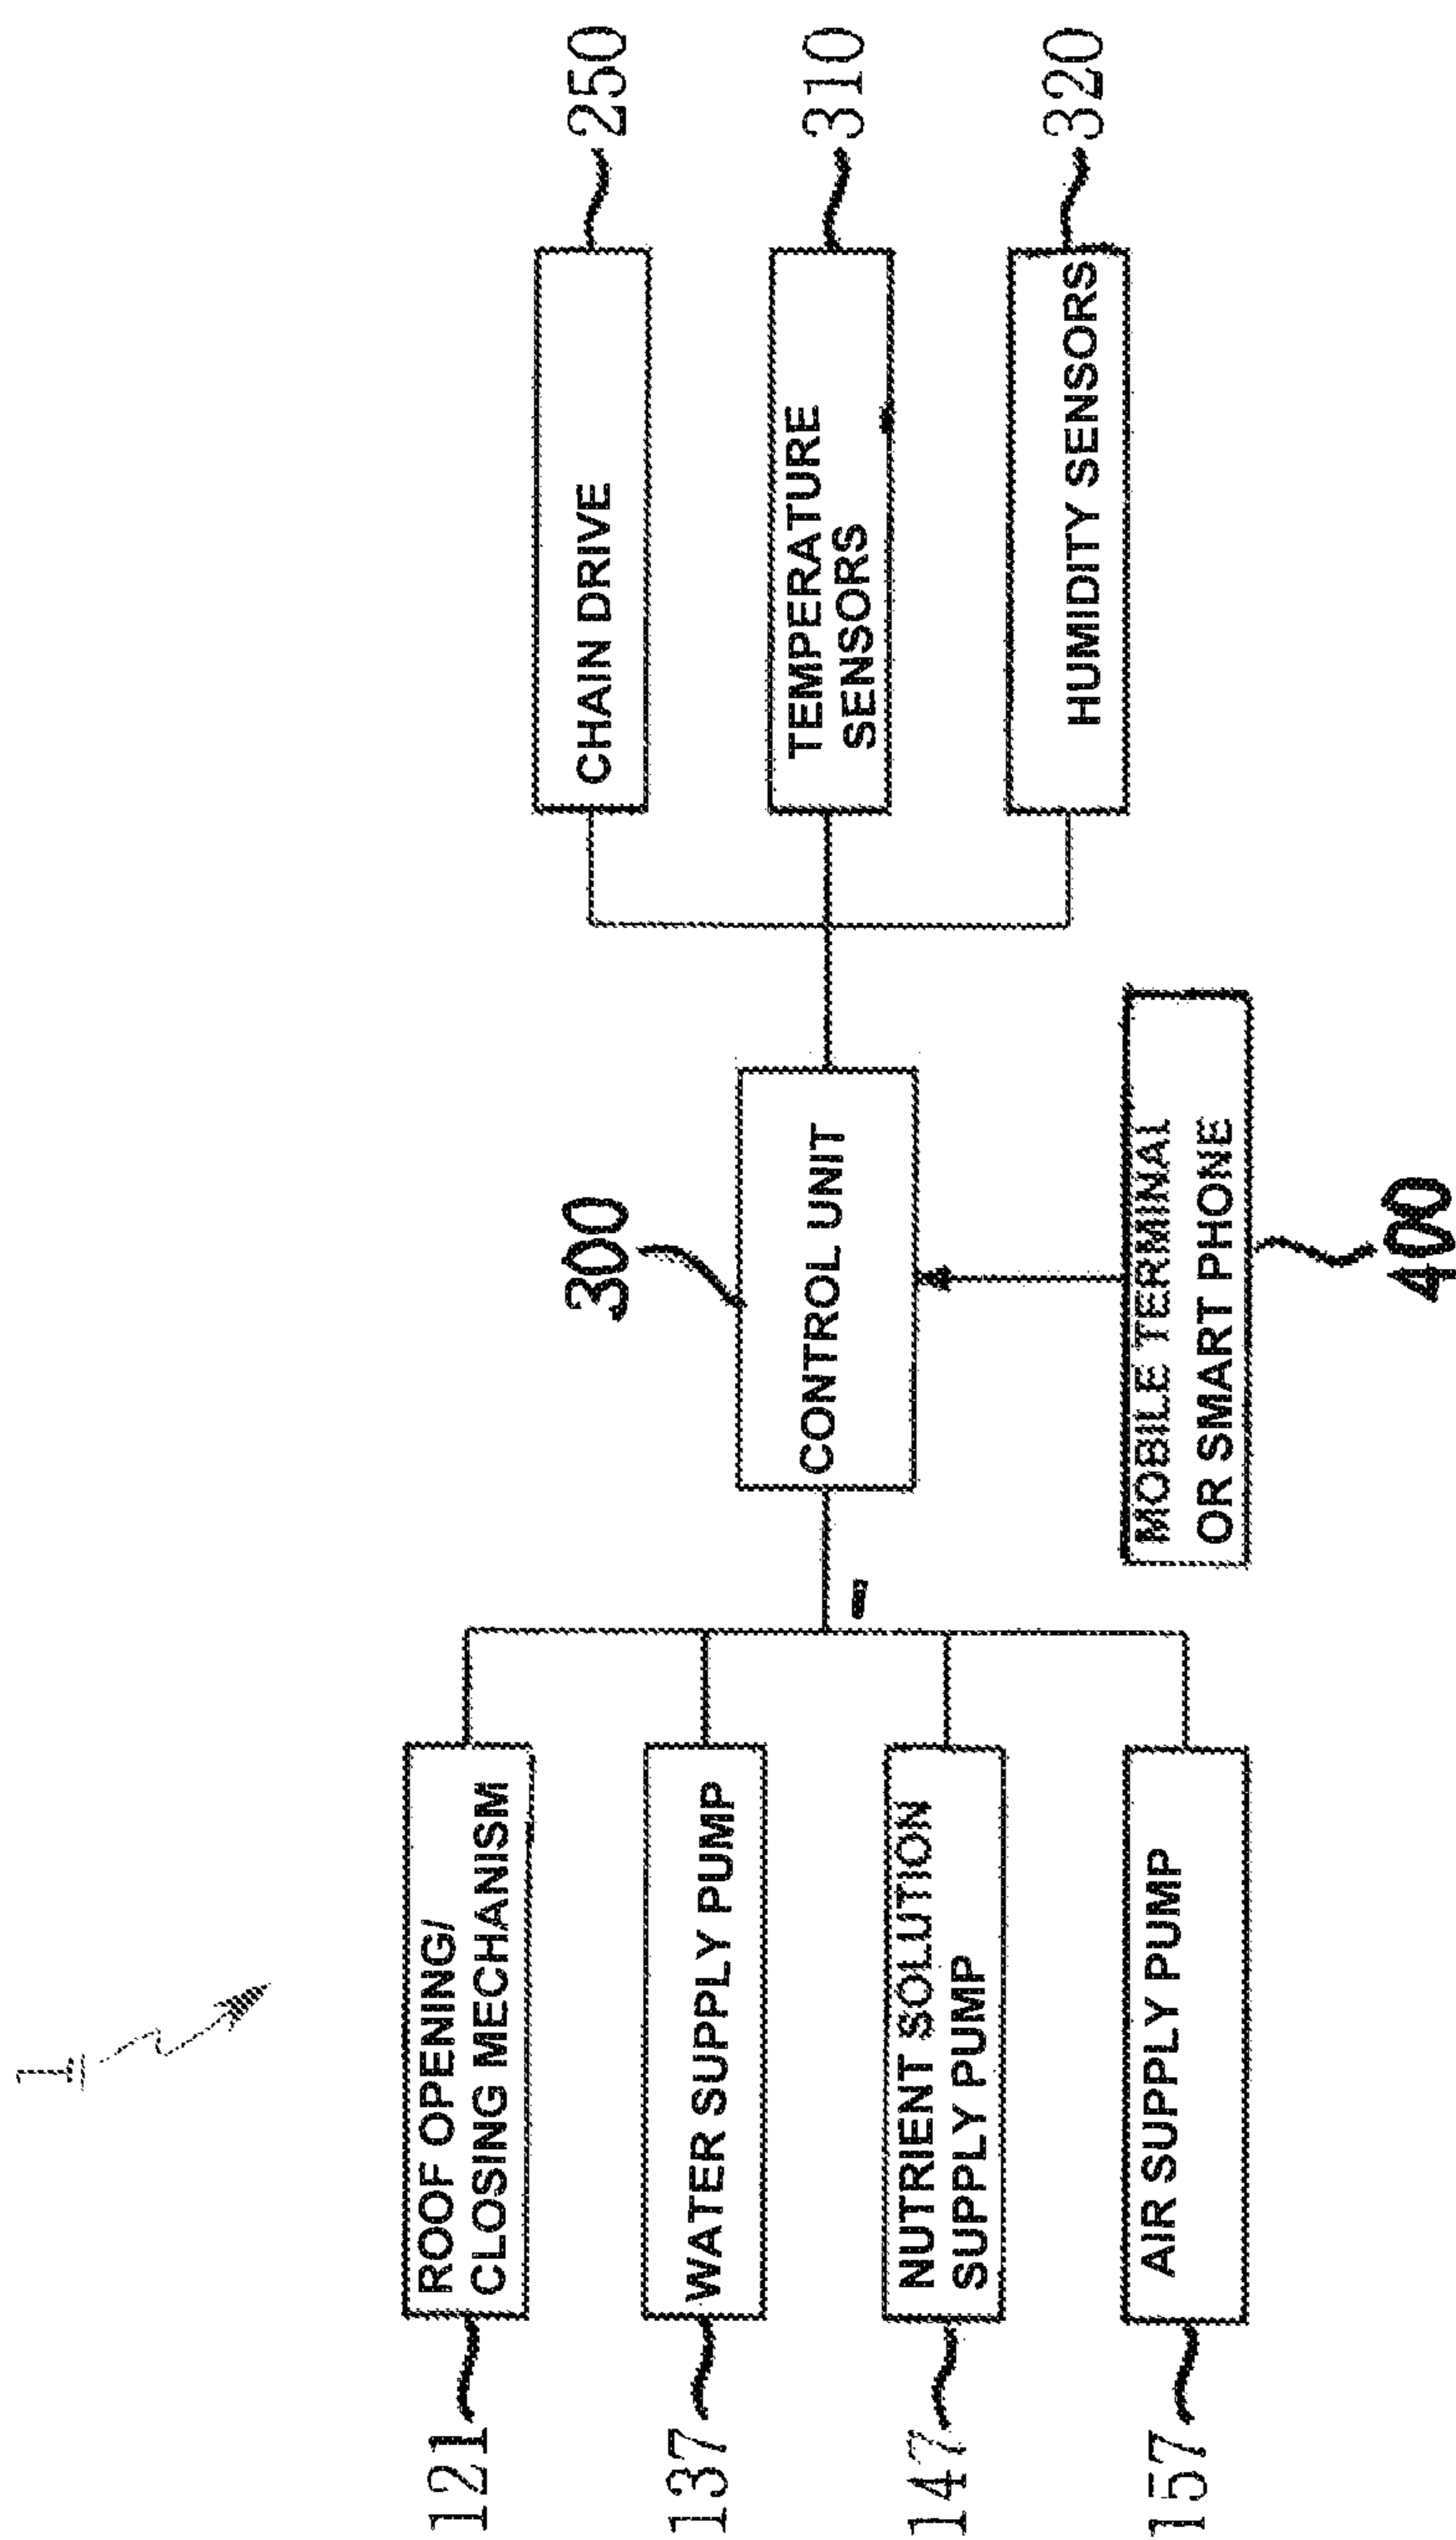 1
121
ROOF OPENING/
CLOSING MECHANISM
137
WATER SUPPLY PUMP
147
NUTRIENT SOLUTION
SUPPLY PUMP
157
AIR SUPPLY PUMP
300
CONTROL UNIT
MOBILE TERMINAL
OR SMART PHONE
400
CHAIN DRIVE
250
TEMPERATURE
SENSORS
310
HUMIDITY SENSORS
320